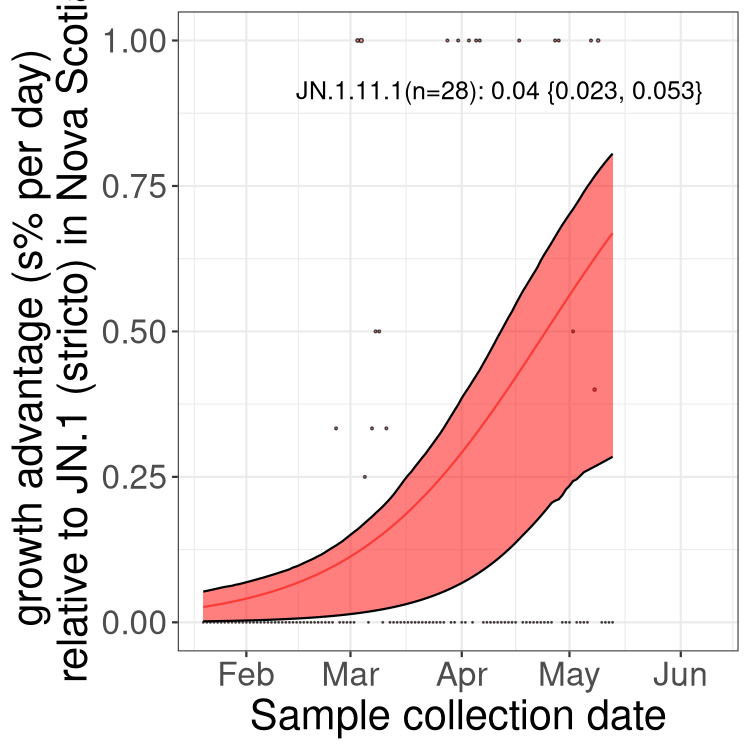 growth advantage (s% per day)
relative to JN.1 (stricto) in Nova Scotia
1.00
0.75
0.50
0.25
0.00
JN.1.11.1(n=28): 0.04 {0.023, 0.053}
Feb Mar Apr May Jun
Sample collection date